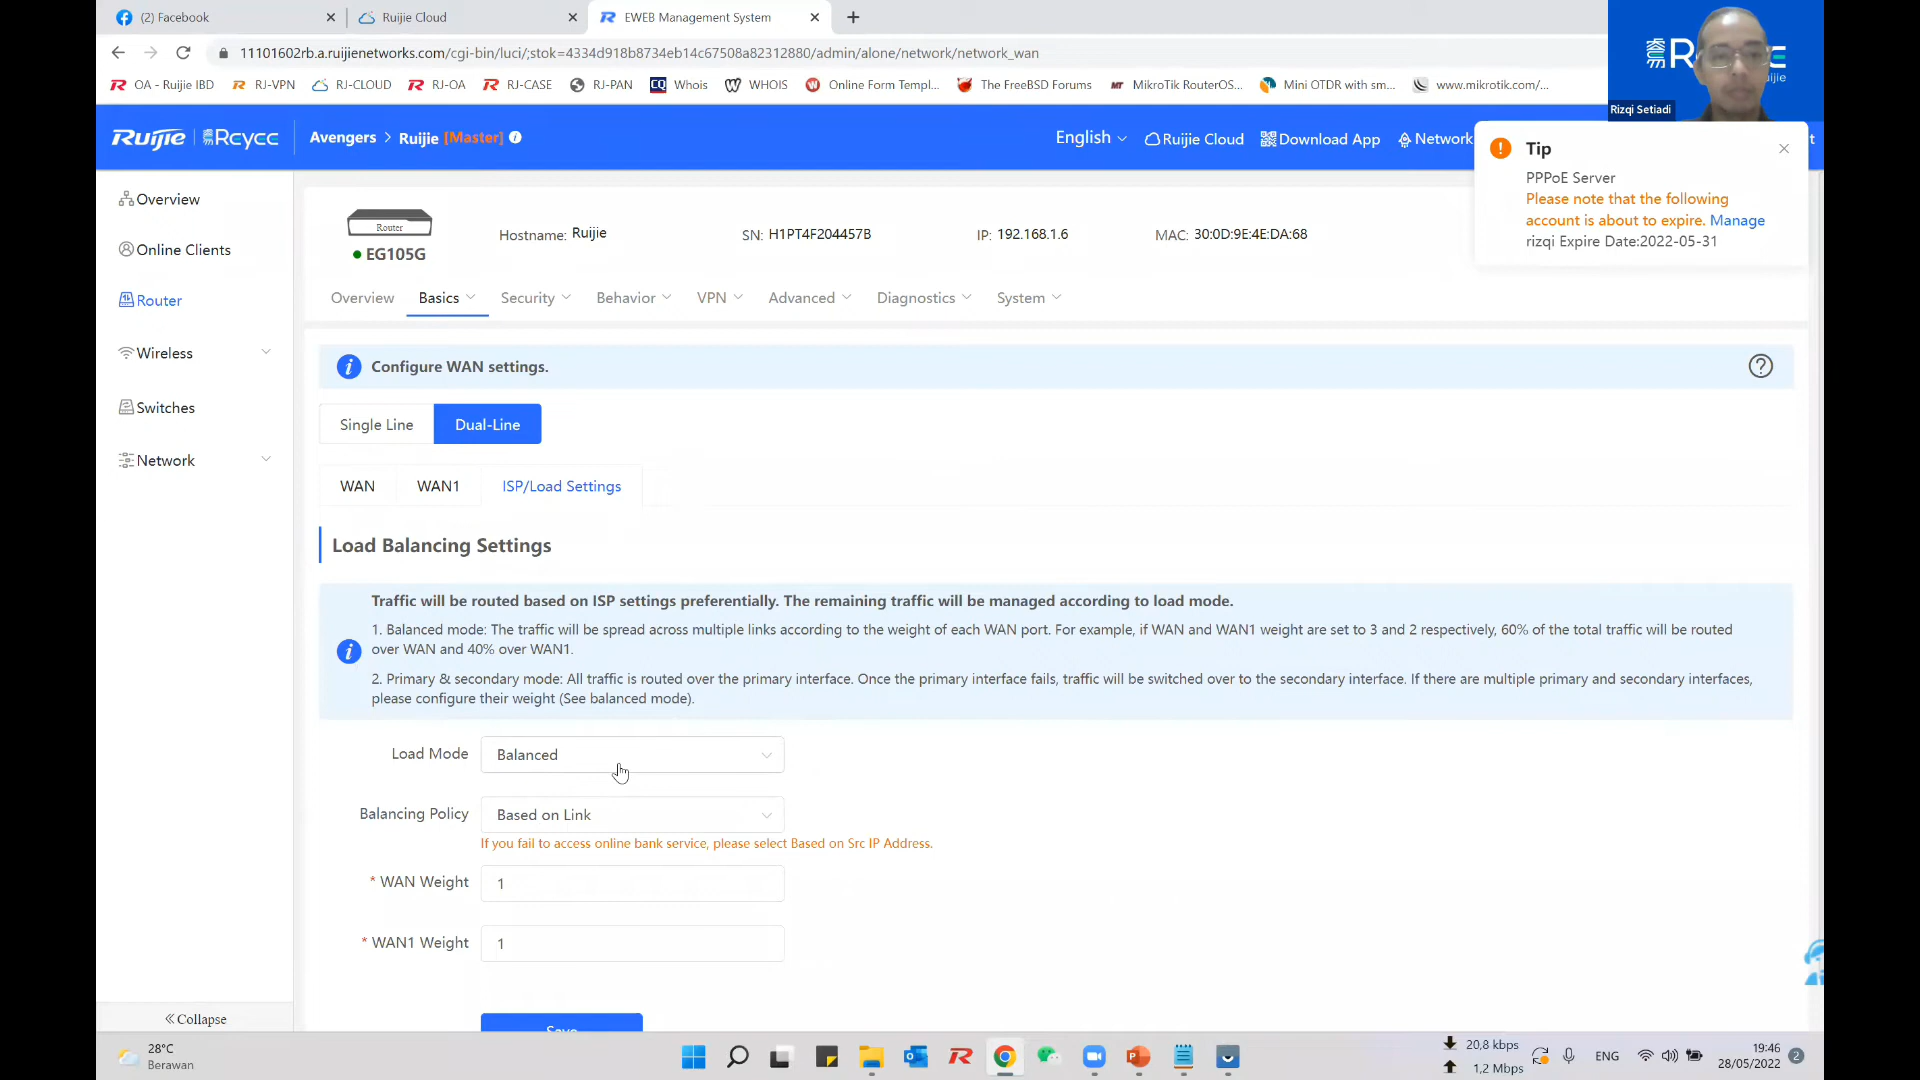 (2) Facebook
Ruijie Cloud
EWEB Management System
11101602rb.a.ruijienetworks.com/cgi-bin/luci/;stok=4334d918b8734eb14c67508a82312880/admin/alone/network/network_wan
OA - Ruijie IBD
RJ-VPN
RJ-CLOUD
RJ-OA
RJ-CASE
RJ-PAN
Whois
WHOIS
Online Form Templ...
The FreeBSD Forums
MikroTik RouterOS...
Mini OTDR with sm...
www.mikrotik.com/...
Rizqi Setiadi
Ruijie Rcycc
Avengers > Ruijie [Master]
English
Ruijie Cloud
Download App
Network
Tip
PPPoE Server
Please note that the following
account is about to expire. Manage
rizqi Expire Date:2022-05-31
Overview
Online Clients
Router
Wireless
Switches
Network
Collapse
Router
EG105G
Hostname: Ruijie
SN: H1PT4F204457B
IP: 192.168.1.6
MAC: 30:0D:9E:4E:DA:68
Overview
Basics
Security
Behavior
VPN
Advanced
Diagnostics
System
Configure WAN settings.
Single Line
Dual-Line
WAN
WAN1
ISP/Load Settings
Load Balancing Settings
Traffic will be routed based on ISP settings preferentially. The remaining traffic will be managed according to load mode.
1. Balanced mode: The traffic will be spread across multiple links according to the weight of each WAN port. For example, if WAN and WAN1 weight are set to 3 and 2 respectively, 60% of the total traffic will be routed
over WAN and 40% over WAN1.
2. Primary & secondary mode: All traffic is routed over the primary interface. Once the primary interface fails, traffic will be switched over to the secondary interface. If there are multiple primary and secondary interfaces,
please configure their weight (See balanced mode).
Load Mode
Balanced
Balancing Policy
Based on Link
If you fail to access online bank service, please select Based on Src IP Address.
* WAN Weight
1
* WAN1 Weight
1
Save
28°C
Berawan
20,8 kbps
1,2 Mbps
ENG
19:46
28/05/2022
2